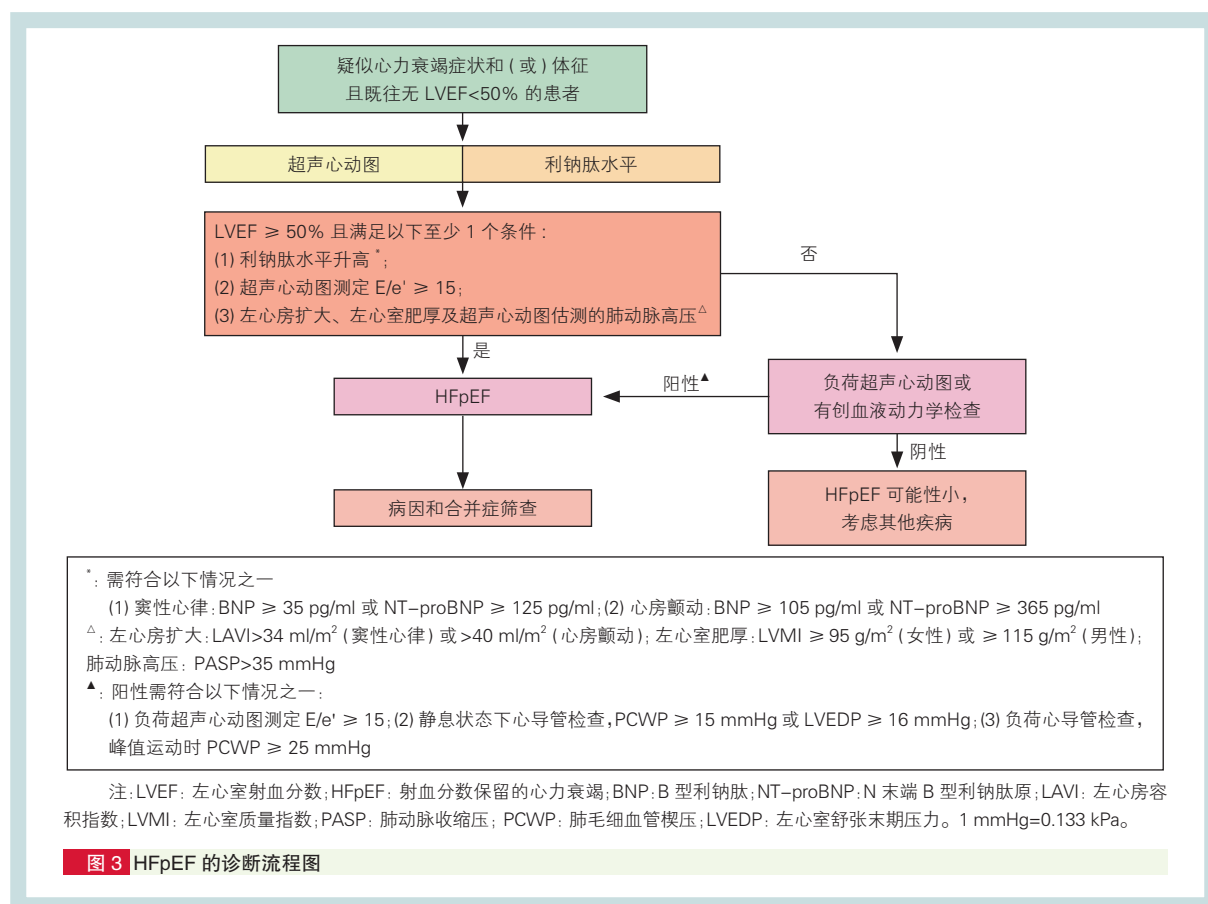 疑似心力衰竭症状和 ( 或 ) 体征
且既往无 LVEF<50% 的患者
超声心动图
利钠肽水平
LVEF ≥ 50% 且满足以下至少 1 个条件：
(1) 利钠肽水平升高 *；
(2) 超声心动图测定 E/e' ≥ 15；
(3) 左心房扩大、左心室肥厚及超声心动图估测的肺动脉高压△
否
是
HFpEF
阳性▲
负荷超声心动图或
有创血液动力学检查
阴性
病因和合并症筛查
HFpEF 可能性小，
考虑其他疾病
*：需符合以下情况之一
(1) 窦性心律：BNP ≥ 35 pg/ml 或 NT-proBNP ≥ 125 pg/ml；(2) 心房颤动：BNP ≥ 105 pg/ml 或 NT-proBNP ≥ 365 pg/ml
△：左心房扩大：LAVI>34 ml/m² ( 窦性心律 ) 或 >40 ml/m² ( 心房颤动 )；左心室肥厚：LVMI ≥ 95 g/m² ( 女性 ) 或 ≥ 115 g/m² ( 男性 )；
肺动脉高压：PASP>35 mmHg
▲：阳性需符合以下情况之一：
(1) 负荷超声心动图测定 E/e' ≥ 15；(2) 静息状态下心导管检查，PCWP ≥ 15 mmHg 或 LVEDP ≥ 16 mmHg；(3) 负荷心导管检查，
峰值运动时 PCWP ≥ 25 mmHg
注：LVEF：左心室射血分数；HFpEF：射血分数保留的心力衰竭；BNP：B 型利钠肽；NT-proBNP：N 末端 B 型利钠肽原；LAVI：左心房容
积指数；LVMI：左心室质量指数；PASP：肺动脉收缩压；PCWP：肺毛细血管楔压；LVEDP：左心室舒张末期压力。1 mmHg=0.133 kPa。
图 3 HFpEF 的诊断流程图